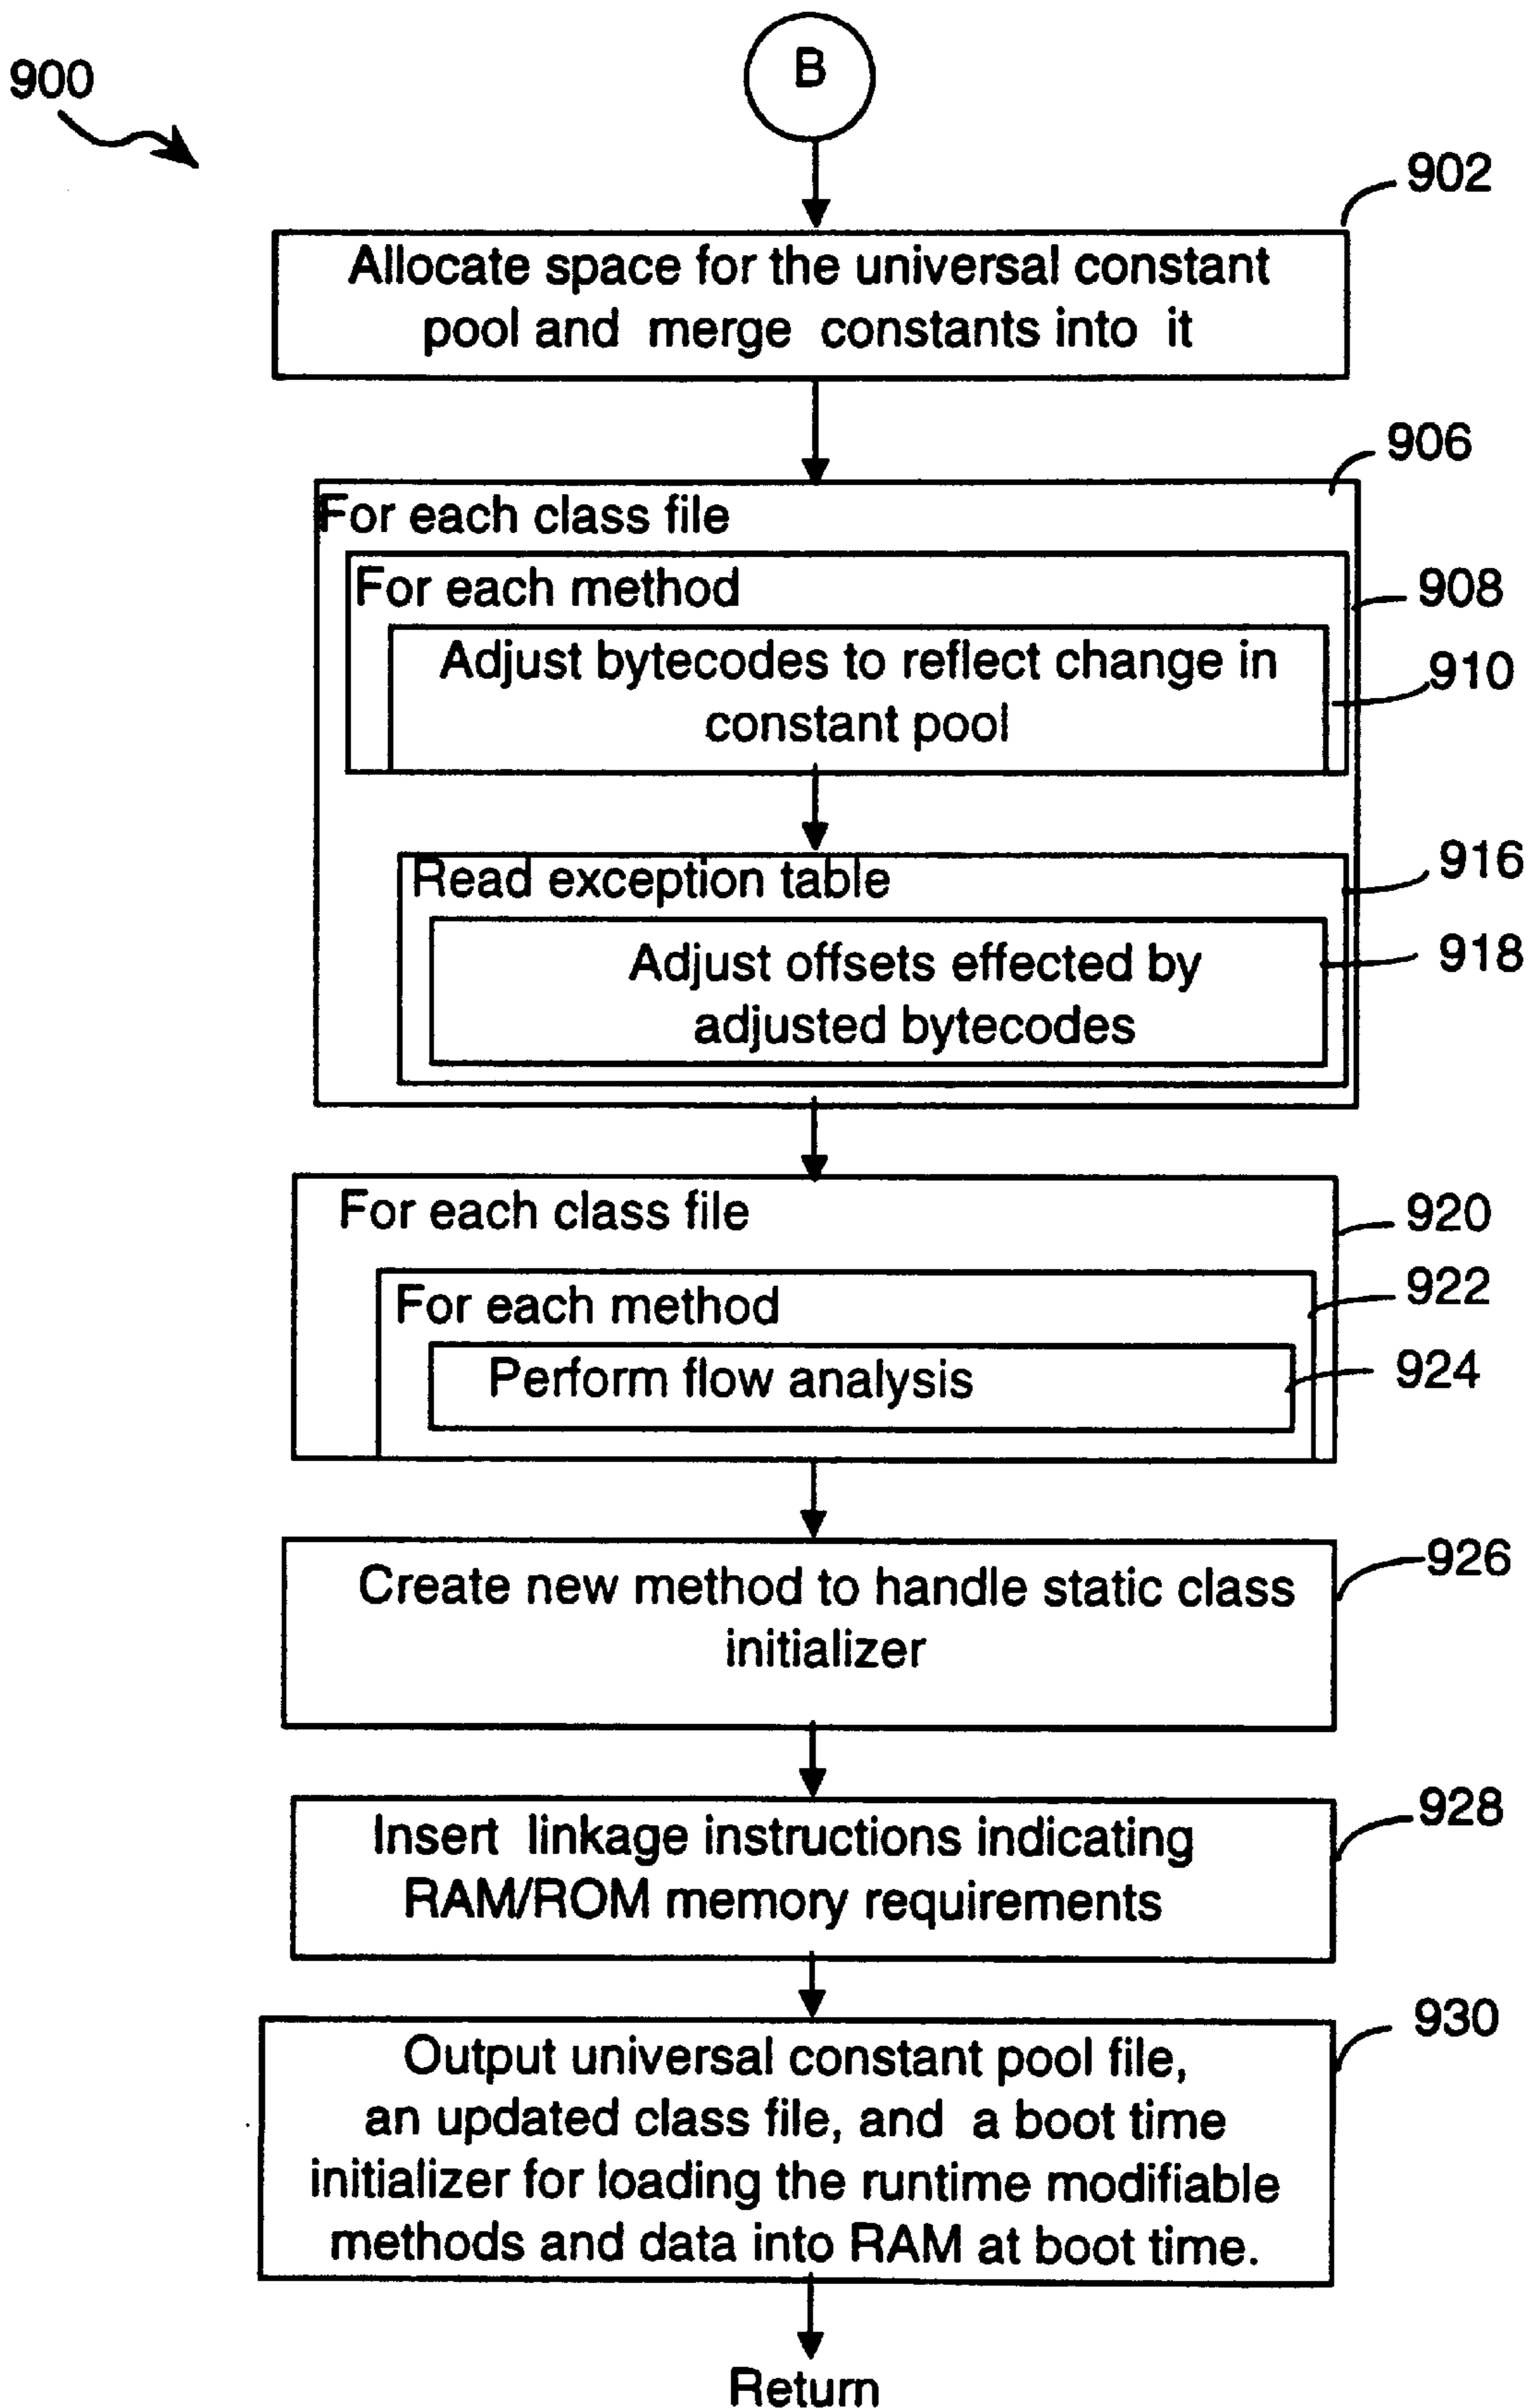 900
B
902
Allocate space for the universal constant
pool and merge constants into it
906
For each class file
For each method
908
Adjust bytecodes to reflect change in
constant pool
910
Read exception table
916
Adjust offsets effected by
adjusted bytecodes
918
For each class file
920
For each method
922
Perform flow analysis
924
Create new method to handle static class
initializer
926
Insert linkage instructions indicating
RAM/ROM memory requirements
928
Output universal constant pool file,
an updated class file, and a boot time
initializer for loading the runtime modifiable
methods and data into RAM at boot time.
930
Return